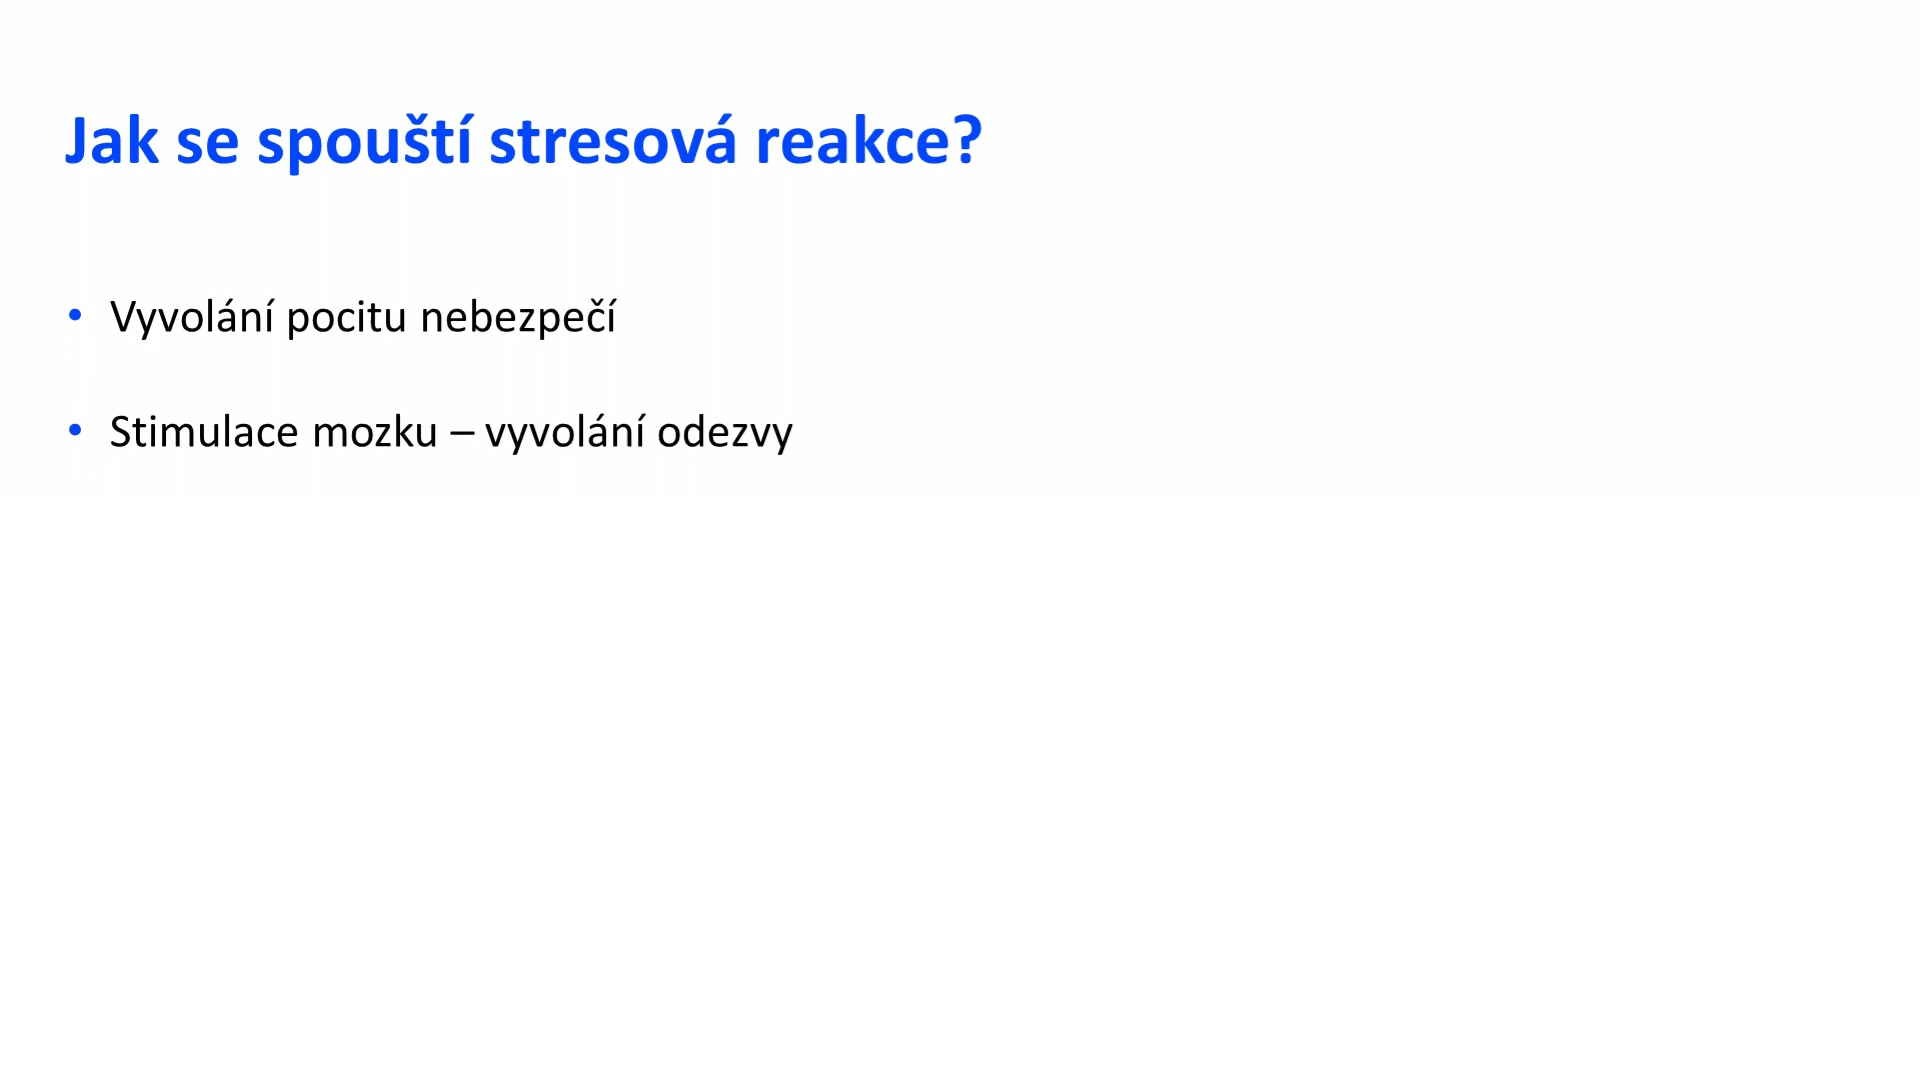 Jak se spouští stresová reakce?
• Vyvolání pocitu nebezpečí
• Stimulace mozku – vyvolání odezvy